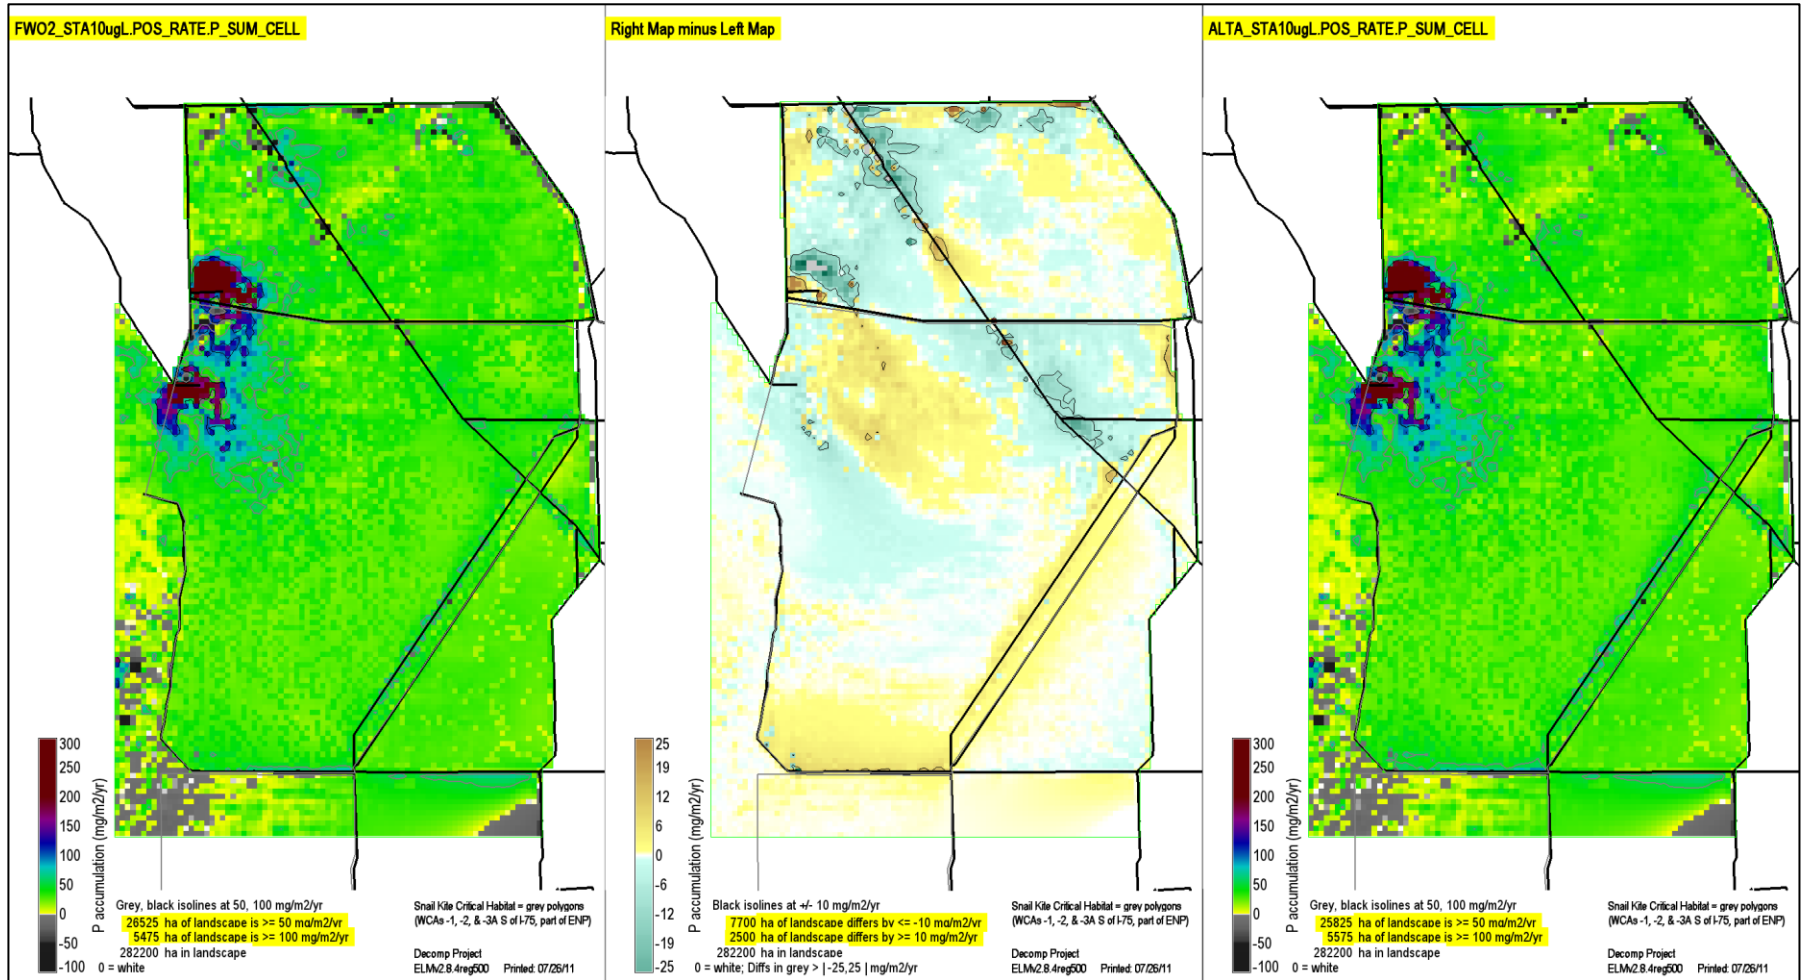 FWO2_STA10ugL.POS_RATE.P_SUM_CELL
300
250
200
150
100
50
0
-50
-100
P accumulation (mg/m2/yr)
Grey, black isolines at 50, 100 mg/m2/yr
26525 ha of landscape is >= 50 mg/m2/yr
5475 ha of landscape is >= 100 mg/m2/yr
282200 ha in landscape
0 = white
Snail Kite Critical Habitat = grey polygons
(WCAs -1, -2, & -3A S of I-75, part of ENP)
Decomp Project
ELMv2.8.4reg500 Printed: 07/26/11
Right Map minus Left Map
25
19
12
6
0
-6
-12
-19
-25
P accumulation (mg/m2/yr)
Black isolines at +/- 10 mg/m2/yr
7700 ha of landscape differs by <= -10 mg/m2/yr
2500 ha of landscape differs by >= 10 mg/m2/yr
282200 ha in landscape
0 = white; Diffs in grey > |-25,25 | mg/m2/yr
Snail Kite Critical Habitat = grey polygons
(WCAs -1, -2, & -3A S of I-75, part of ENP)
Decomp Project
ELMv2.8.4reg500 Printed: 07/26/11
ALTA_STA10ugL.POS_RATE.P_SUM_CELL
300
250
200
150
100
50
0
-50
-100
P accumulation (mg/m2/yr)
Grey, black isolines at 50, 100 mg/m2/yr
25825 ha of landscape is >= 50 mg/m2/yr
5575 ha of landscape is >= 100 mg/m2/yr
282200 ha in landscape
0 = white
Snail Kite Critical Habitat = grey polygons
(WCAs -1, -2, & -3A S of I-75, part of ENP)
Decomp Project
ELMv2.8.4reg500 Printed: 07/26/11